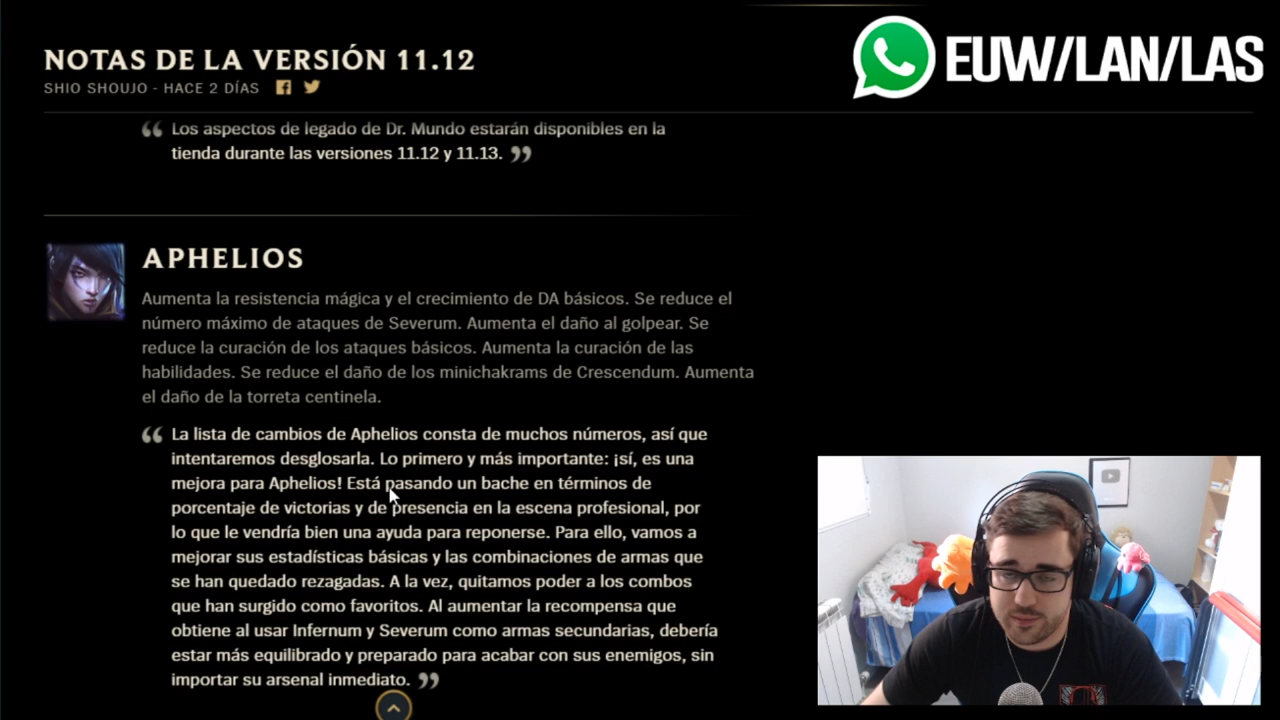 NOTAS DE LA VERSIÓN 11.12
SHIO SHOUJO - HACE 2 DÍAS
EUW/LAN/LAS
“ Los aspectos de legado de Dr. Mundo estarán disponibles en la
tienda durante las versiones 11.12 y 11.13. ”
APHELIOS
Aumenta la resistencia mágica y el crecimiento de DA básicos. Se reduce el
número máximo de ataques de Severum. Aumenta el daño al golpear. Se
reduce la curación de los ataques básicos. Aumenta la curación de las
habilidades. Se reduce el daño de los minichakrams de Crescendum. Aumenta
el daño de la torreta centinela.
“ La lista de cambios de Aphelios consta de muchos números, así que
intentaremos desglosarla. Lo primero y más importante: ¡sí, es una
mejora para Aphelios! Está pasando un bache en términos de
porcentaje de victorias y de presencia en la escena profesional, por
lo que le vendría bien una ayuda para reponerse. Para ello, vamos a
mejorar sus estadísticas básicas y las combinaciones de armas que
se han quedado rezagadas. A la vez, quitamos poder a los combos
que han surgido como favoritos. Al aumentar la recompensa que
obtiene al usar Infernum y Severum como armas secundarias, debería
estar más equilibrado y preparado para acabar con sus enemigos, sin
importar su arsenal inmediato. ”